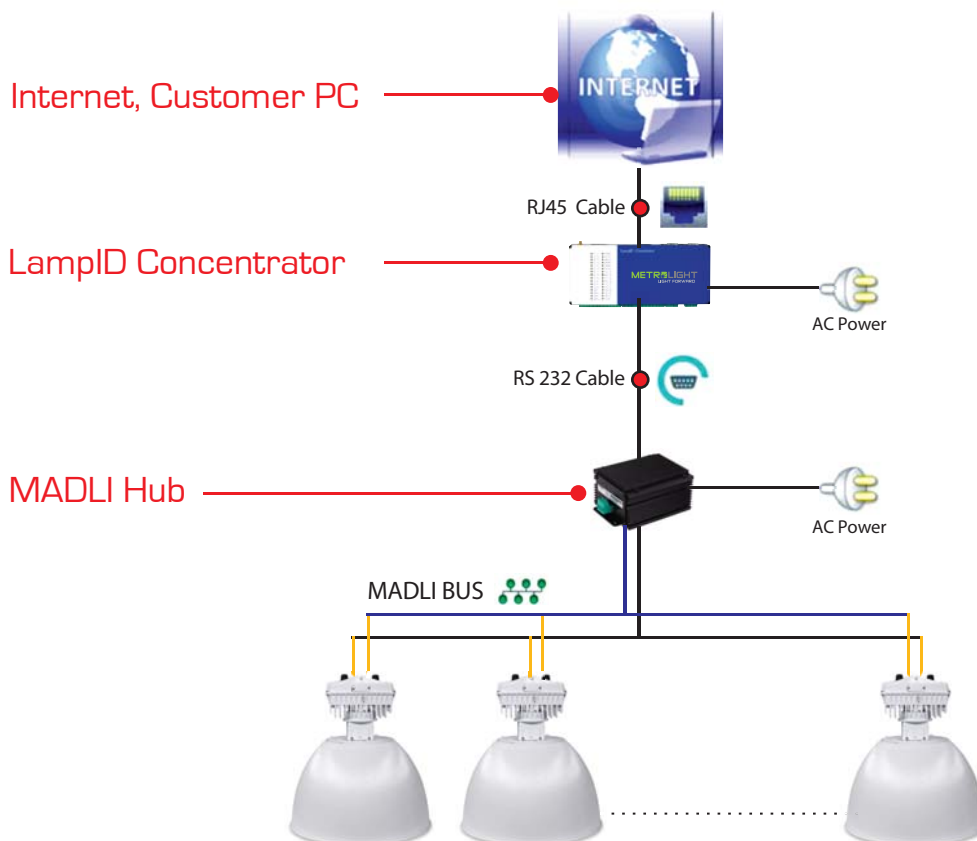 INTERNET
Internet, Customer PC
RJ45 Cable
LampID Concentrator
METROLIGHT
LIGHT FORWARD
AC Power
RS 232 Cable
MADLI Hub
AC Power
MADLI BUS